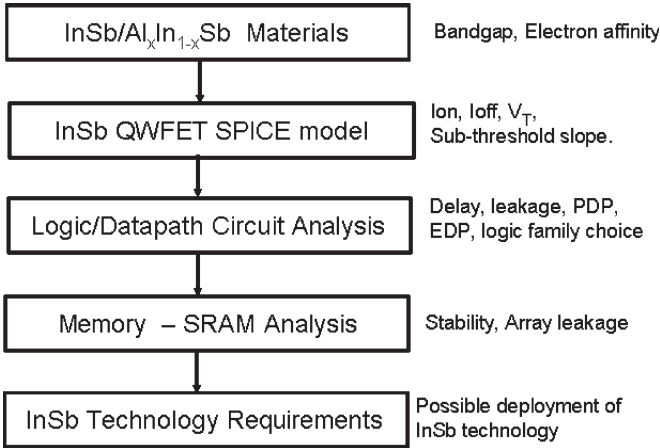 InSb/AlxIn1-xSb Materials
Bandgap, Electron affinity
InSb QWFET SPICE model
Ion, Ioff, VT,
Sub-threshold slope.
Logic/Datapath Circuit Analysis
Delay, leakage, PDP,
EDP, logic family choice
Memory – SRAM Analysis
Stability, Array leakage
InSb Technology Requirements
Possible deployment of
InSb technology